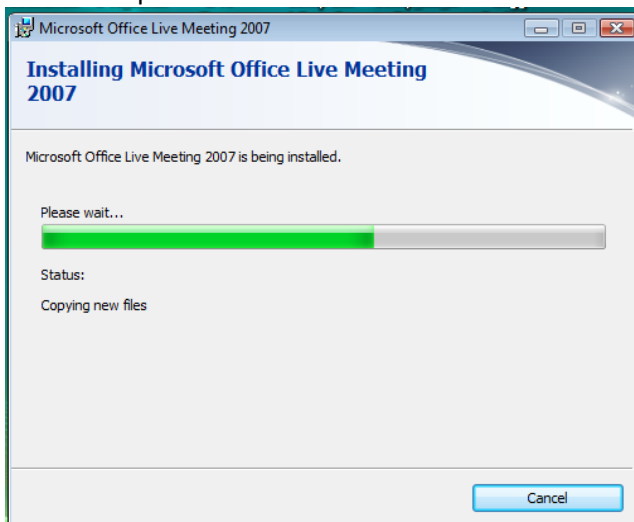 Microsoft Office Live Meeting 2007
Installing Microsoft Office Live Meeting
2007
Microsoft Office Live Meeting 2007 is being installed.
Please wait...
Status:
Copying new files
Cancel